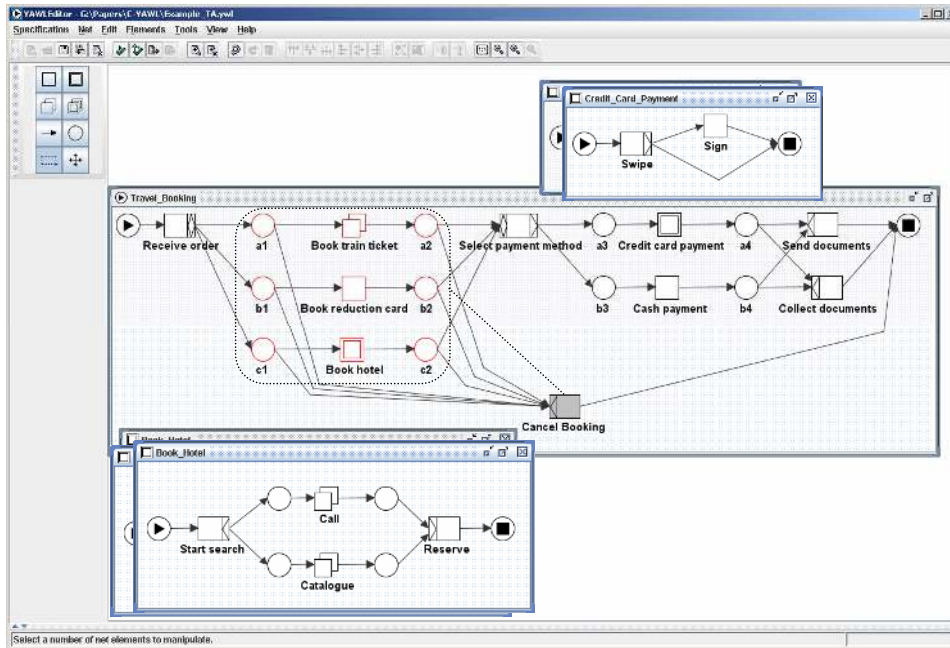 YAWLEditor - G:\Papers\C-YAWL\Example_TA.ywl
Specification Net Edit Elements Tools View Help
Credit_Card_Payment
Sign
Swipe
Travel_Booking
Receive order a1 Book train ticket a2 Select payment method a3 Credit card payment a4 Send documents
b1 Book reduction card b2 b3 Cash payment b4 Collect documents
c1 Book hotel c2
Cancel Booking
Book_Hotel
Book_Hotel
Call
Start search Reserve
Catalogue
Select a number of net elements to manipulate.